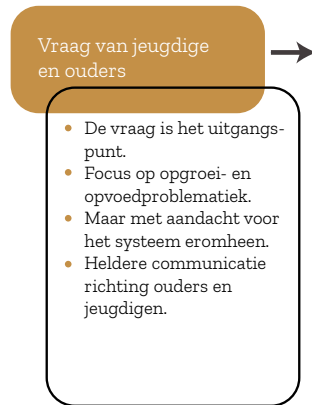 Vraag van jeugdige
en ouders
• De vraag is het uitgangs-
punt.
• Focus op opgroei- en
opvoedproblematiek.
• Maar met aandacht voor
het systeem eromheen.
• Heldere communicatie
richting ouders en
jeugdigen.